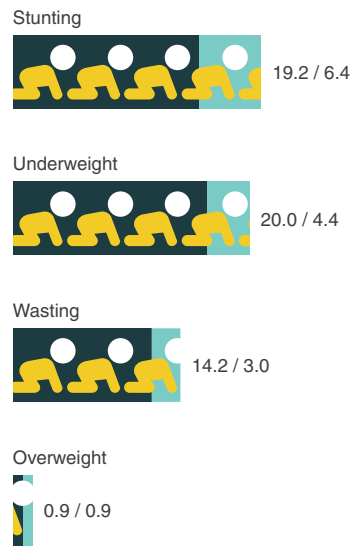 Stunting
19.2 / 6.4
Underweight
20.0 / 4.4
Wasting
14.2 / 3.0
Overweight
0.9 / 0.9